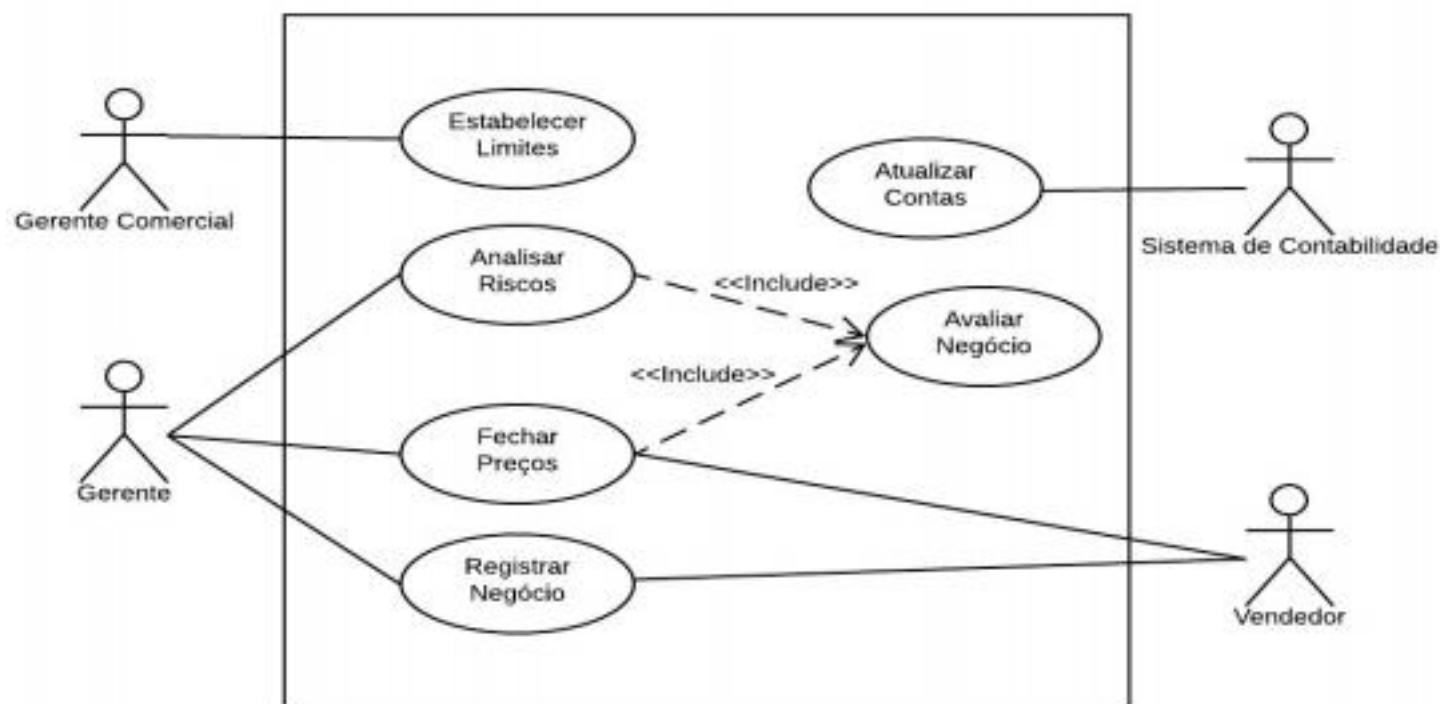 Estabelecer
Limites
Gerente Comercial
Atualizar
Contas
Sistema de Contabilidade
Analisar
Riscos
<<Include>>
Avaliar
Negócio
<<Include>>
Fechar
Preços
Gerente
Registrar
Negócio
Vendedor